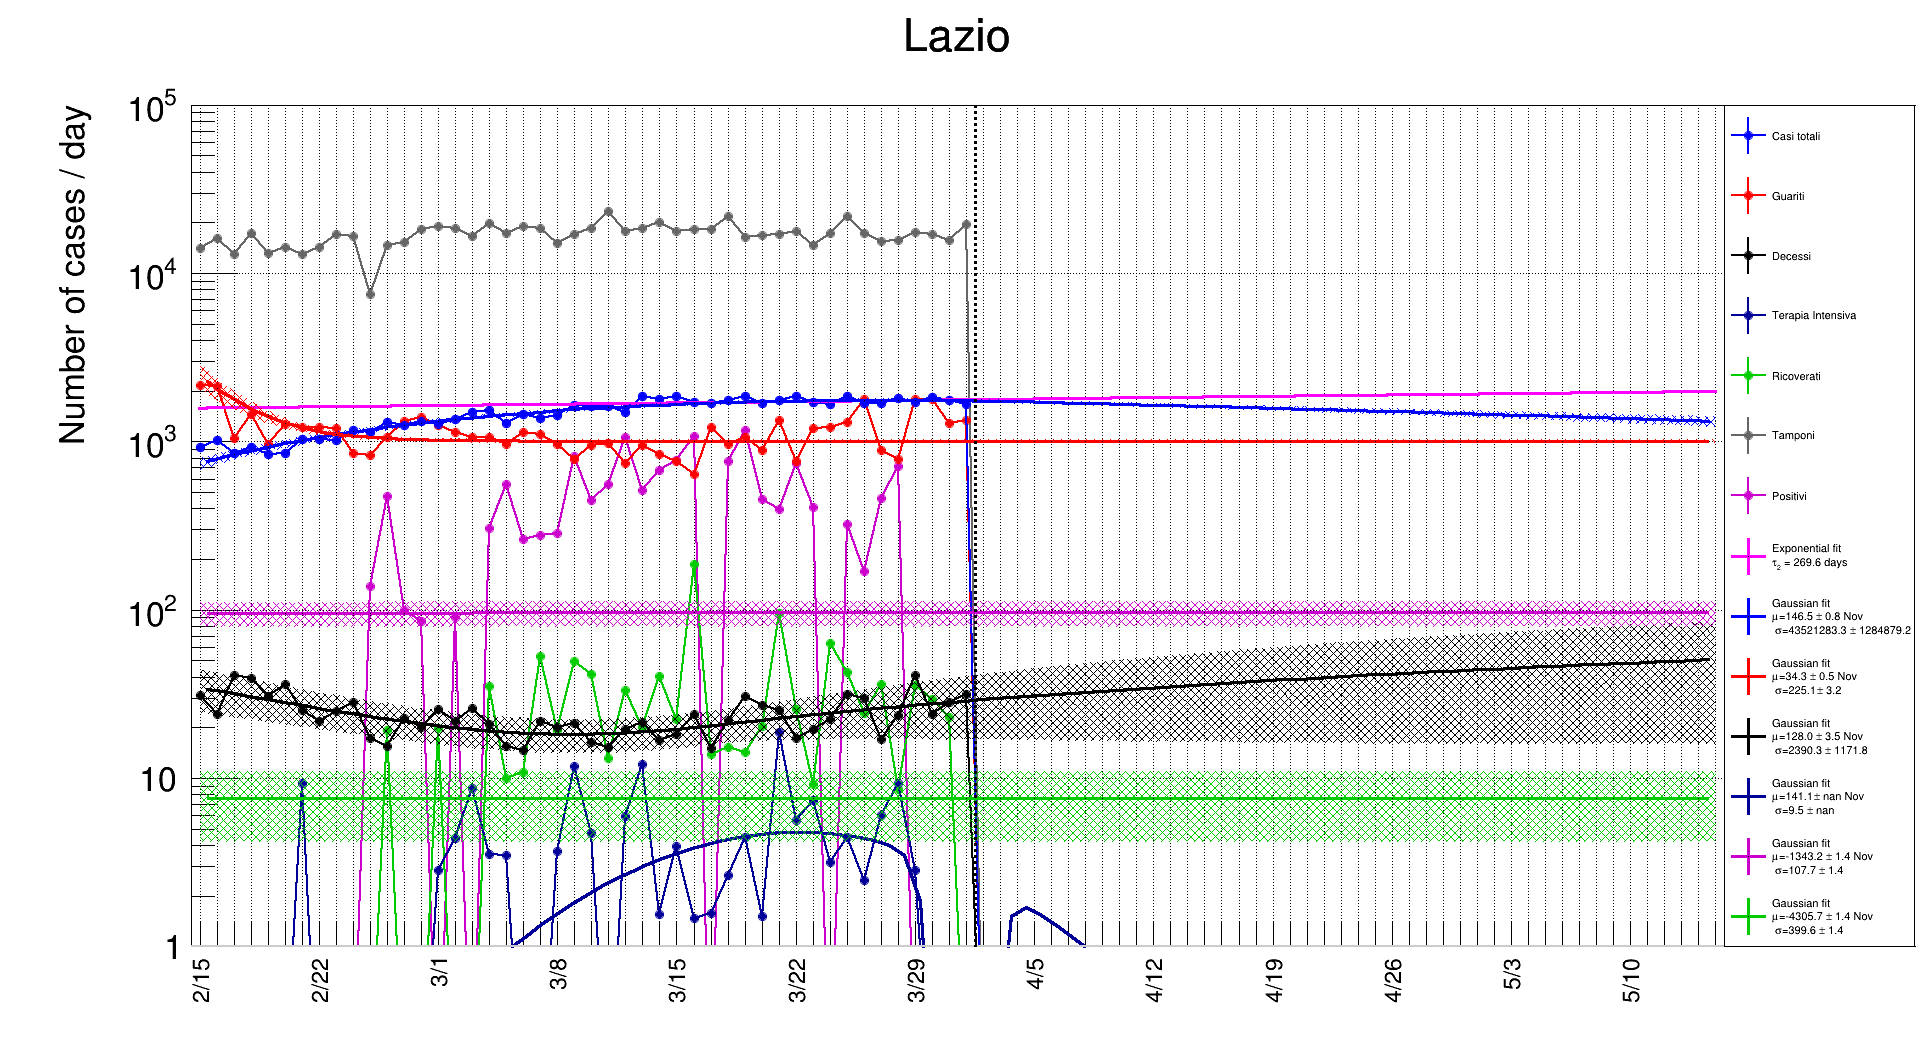 Lazio
Number of cases / day
10^5
10^4
10^3
10^2
10
1
2/15
2/22
3/1
3/8
3/15
3/22
3/29
4/5
4/12
4/19
4/26
5/3
5/10
Casi totali
Guariti
Decessi
Terapia Intensiva
Ricoverati
Tamponi
Positivi
Exponential fit
τ₂ = 269.6 days
Gaussian fit
μ=146.5 ± 0.8 Nov
σ=43521283.3 ± 1284879.2
Gaussian fit
μ=34.3 ± 0.5 Nov
σ=225.1 ± 3.2
Gaussian fit
μ=128.0 ± 3.5 Nov
σ=2390.3 ± 1171.8
Gaussian fit
μ=141.1 ± nan Nov
σ=9.5 ± nan
Gaussian fit
μ=-1343.2 ± 1.4 Nov
σ=107.7 ± 1.4
Gaussian fit
μ=-4305.7 ± 1.4 Nov
σ=399.6 ± 1.4